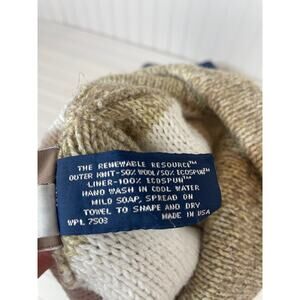 THE RENEWABLE RESOURCE™
OUTER KNIT-50% WOOL/50% ECOSPUN™
LINER-100% ECOSPUN™
HAND WASH IN COOL WATER
MILD SOAP, SPREAD ON
TOWEL TO SHAPE AND DRY
WPL 7503 MADE IN USA